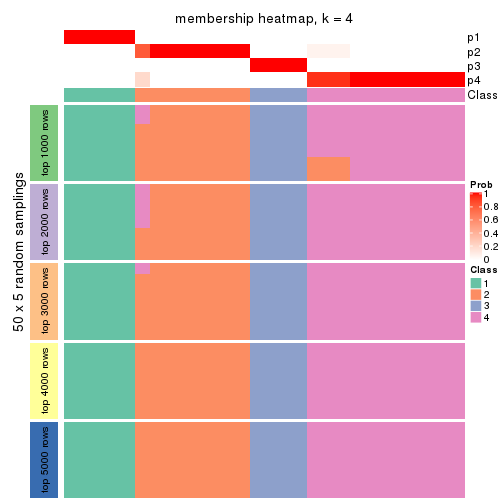 membership heatmap, k = 4
p1
p2
p3
p4
Class
50 x 5 random samplings
top 1000 rows
top 2000 rows
top 3000 rows
top 4000 rows
top 5000 rows
Prob
1
0.8
0.6
0.4
0.2
0
Class
1
2
3
4